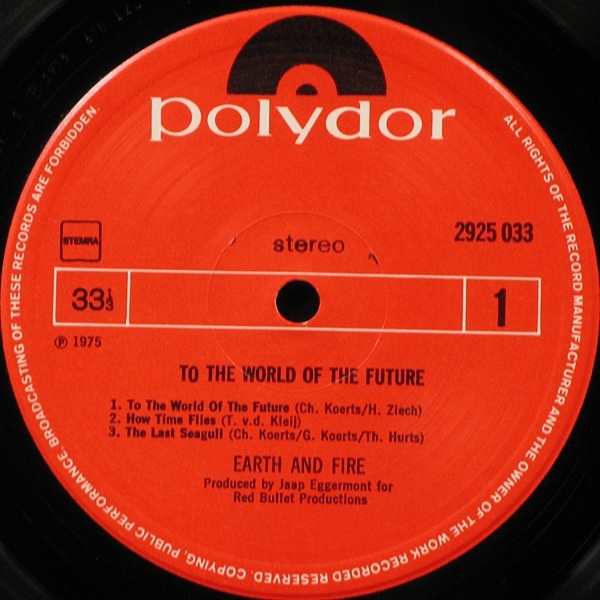 polydor
ALL RIGHTS OF THE RECORD MANUFACTURER AND THE OWNER OF THE WORK RECORDED RESERVED. COPYING, PUBLIC PERFORMANCE, BROADCASTING OF THESE RECORDS ARE FORBIDDEN.
STEMRA
stereo
2925 033
33⅓
1
℗ 1975
TO THE WORLD OF THE FUTURE
1. To The World Of The Future (Ch. Koerts/H. Ziech)
2. How Time Flies (T. v.d. Kleij)
3. The Last Seagull (Ch. Koerts/G. Koerts/Th. Hurts)
EARTH AND FIRE
Produced by Jaap Eggermont for
Red Bullet Productions